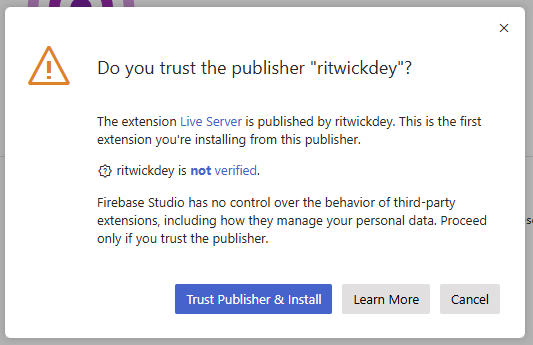 Do you trust the publisher "ritwickdey"?
The extension Live Server is published by ritwickdey. This is the first
extension you're installing from this publisher.
ritwickdey is not verified.
Firebase Studio has no control over the behavior of third-party
extensions, including how they manage your personal data. Proceed
only if you trust the publisher.
Trust Publisher & Install
Learn More
Cancel